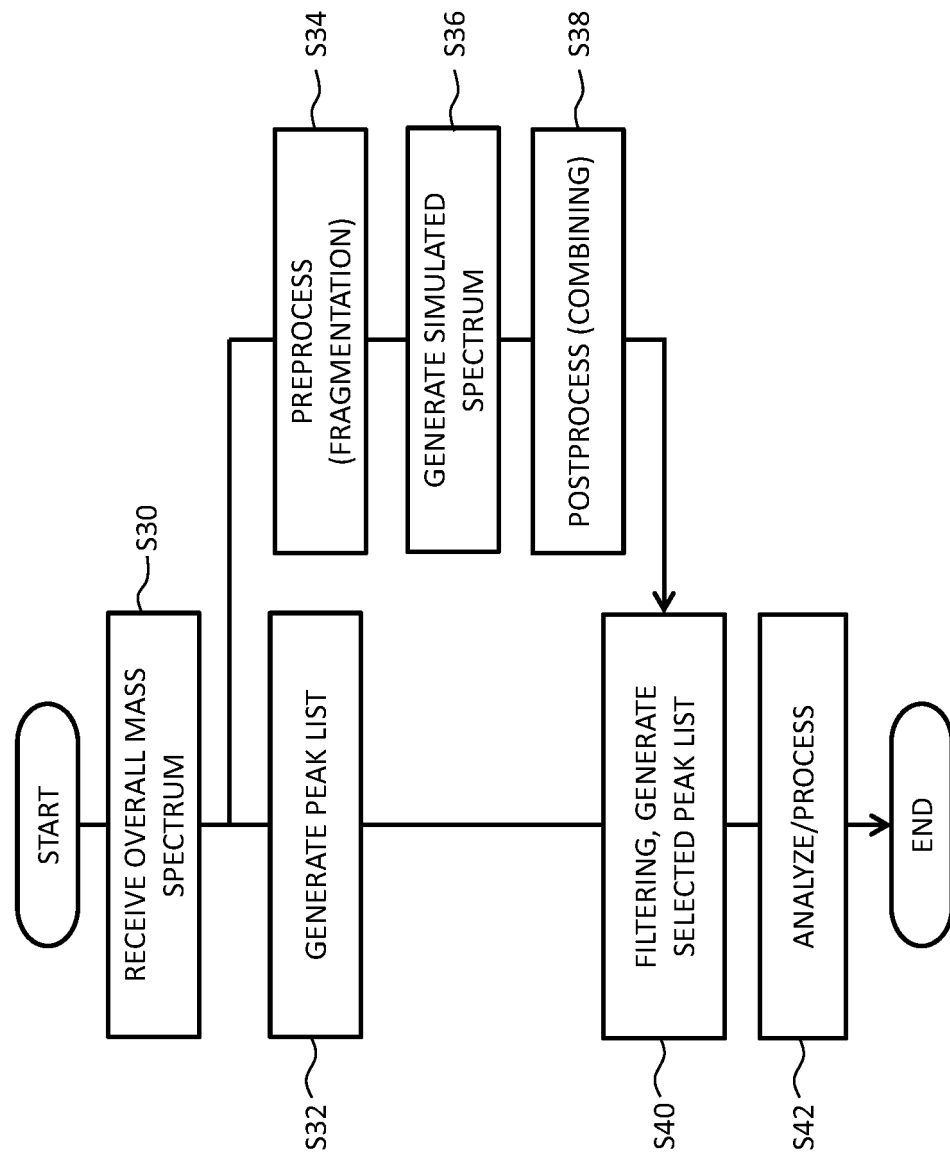 START
RECEIVE OVERALL MASS
SPECTRUM
S30
GENERATE PEAK LIST
S32
PREPROCESS
(FRAGMENTATION)
S34
GENERATE SIMULATED
SPECTRUM
S36
POSTPROCESS (COMBINING)
S38
FILTERING, GENERATE
SELECTED PEAK LIST
S40
ANALYZE/PROCESS
S42
END